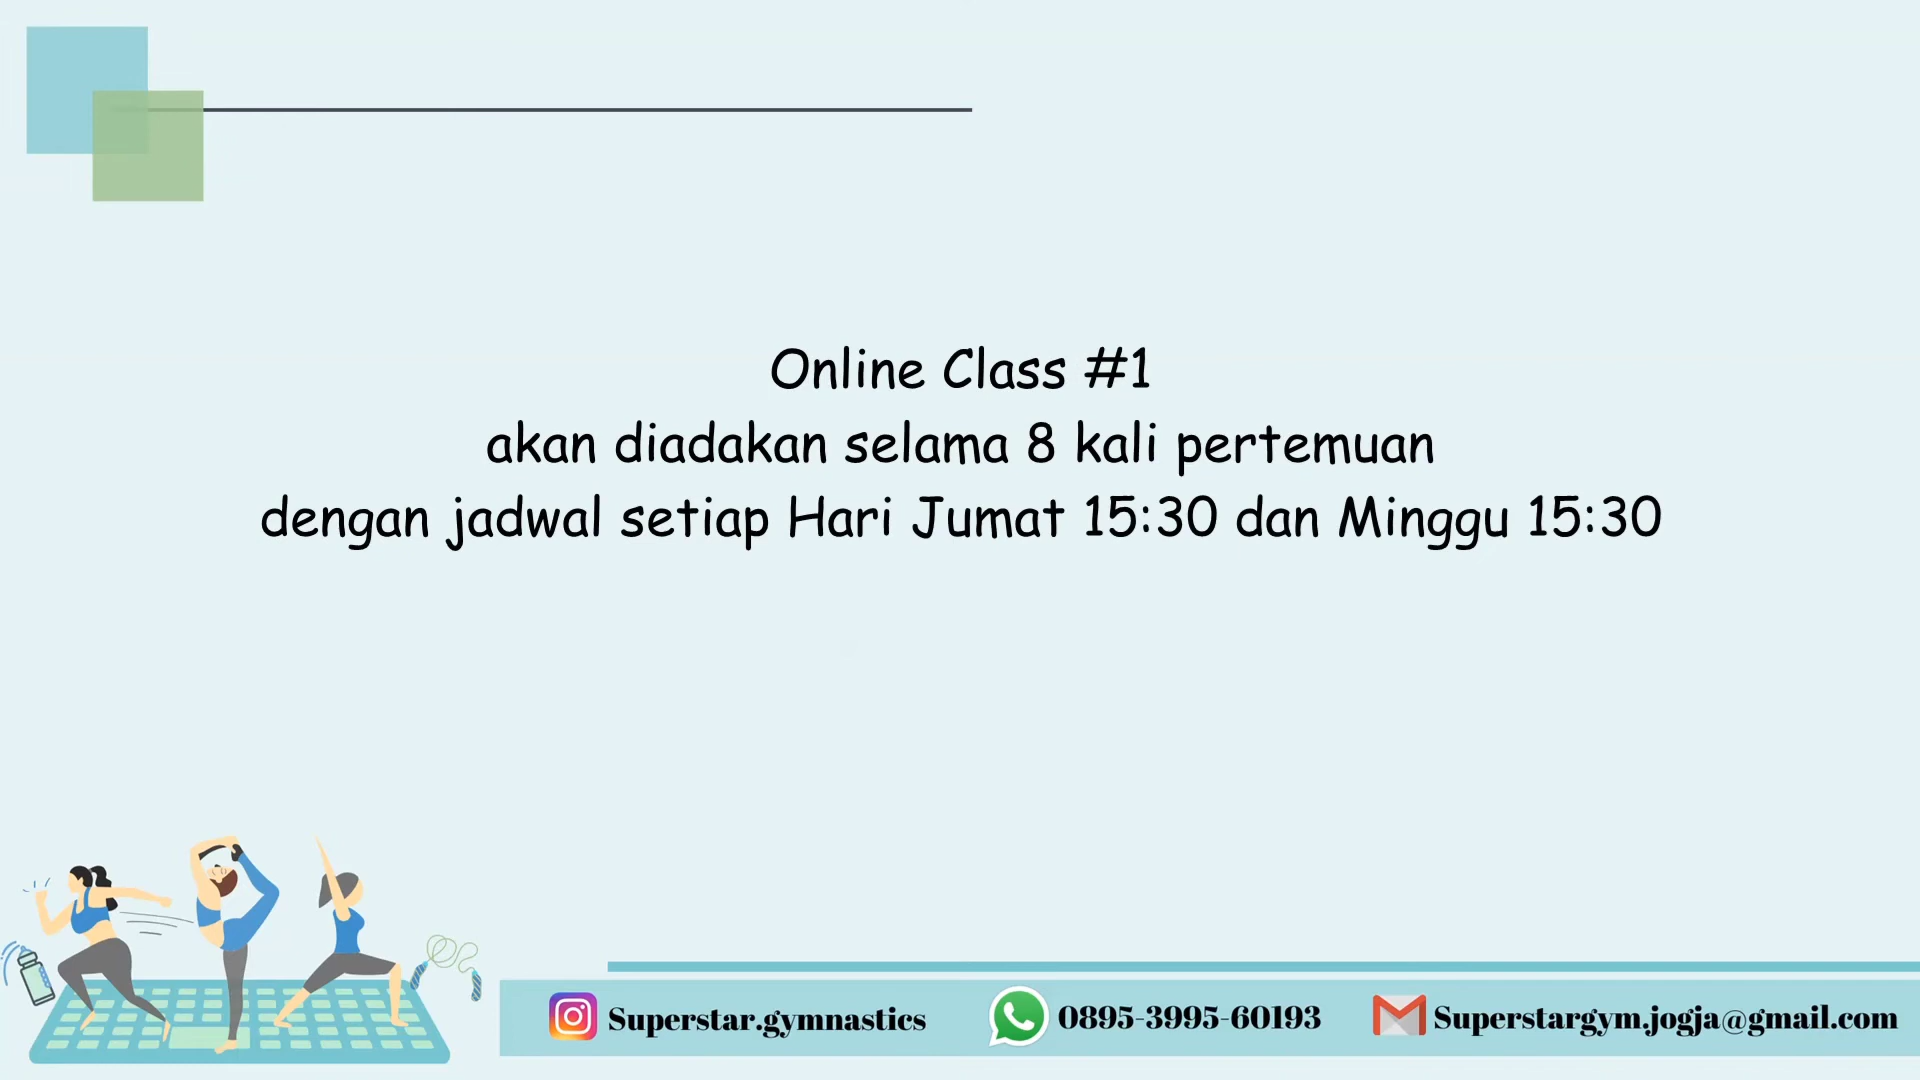 Online Class #1
akan diadakan selama 8 kali pertemuan
dengan jadwal setiap Hari Jumat 15:30 dan Minggu 15:30
Superstar.gymnastics
0895-3995-60193
Superstargym.jogja@gmail.com